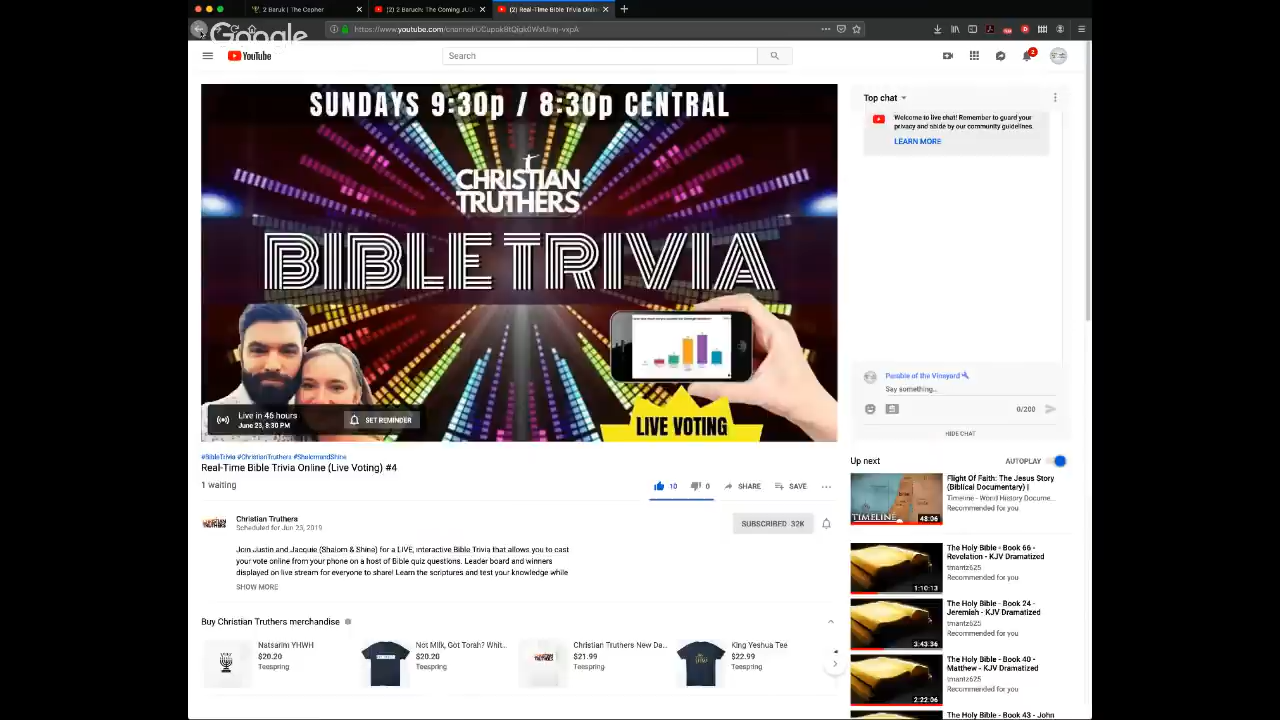 2 Baruk | The Cepher
(2) 2 Baruch: The Coming JUD
(2) Real-Time Bible Trivia Onlin
Google
YouTube
Search
2
SUNDAYS 9:30p / 8:30p CENTRAL
CHRISTIAN
TRUTHERS
BIBLE TRIVIA
LIVE VOTING
Live in 46 hours
June 23, 8:30 PM
SET REMINDER
#BibleTrivia #ChristianTruthers #ShalomandShine
Real-Time Bible Trivia Online (Live Voting) #4
1 waiting
10
0
SHARE
SAVE
Christian Truthers
Scheduled for Jun 23, 2019
SUBSCRIBED 32K
Join Justin and Jacquie (Shalom & Shine) for a LIVE, interactive Bible Trivia that allows you to cast
your vote online from your phone on a host of Bible quiz questions. Leader board and winners
displayed on live stream for everyone to share! Learn the scriptures and test your knowledge while
SHOW MORE
Buy Christian Truthers merchandise
Natsarim YHWH
$20.20
Teespring
Not Milk, Got Torah? Whit...
$20.20
Teespring
Christian Truthers New Da...
$21.99
Teespring
King Yeshua Tee
$22.99
Teespring
Top chat
Welcome to live chat! Remember to guard your
privacy and abide by our community guidelines.
LEARN MORE
Parable of the Vineyard
Say something...
0/200
HIDE CHAT
Up next
AUTOPLAY
TIMELINE
48:06
Flight Of Faith: The Jesus Story
(Biblical Documentary) |
Timeline - World History Docume...
Recommended for you
1:10:13
The Holy Bible - Book 66 -
Revelation - KJV Dramatized
tmantz625
Recommended for you
3:43:36
The Holy Bible - Book 24 -
Jeremiah - KJV Dramatized
tmantz625
Recommended for you
2:22:06
The Holy Bible - Book 40 -
Matthew - KJV Dramatized
tmantz625
Recommended for you
The Holy Bible - Book 43 - John